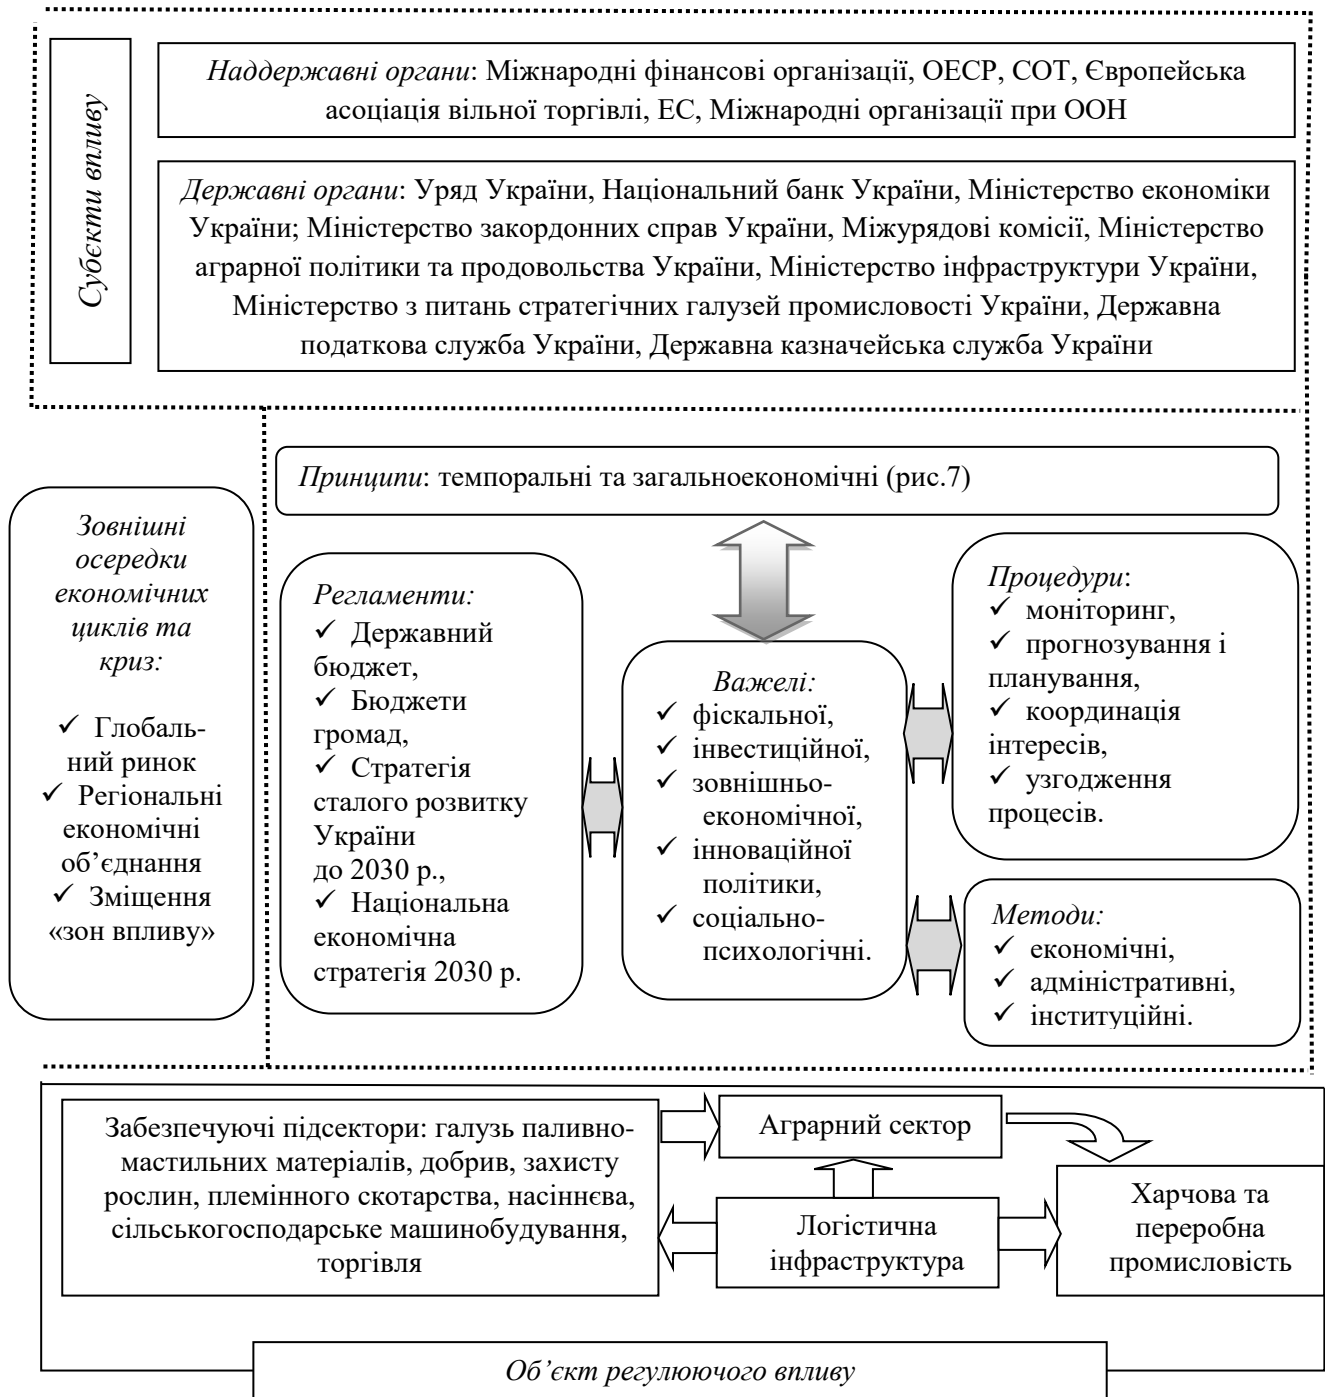 Субєкти впливу
Наддержавні органи: Міжнародні фінансові організації, ОЕСР, СОТ, Європейська
асоціація вільної торгівлі, ЕС, Міжнародні організації при ООН
Державні органи: Уряд України, Національний банк України, Міністерство економіки
України; Міністерство закордонних справ України, Міжурядові комісії, Міністерство
аграрної політики та продовольства України, Міністерство інфраструктури України,
Міністерство з питань стратегічних галузей промисловості України, Державна
податкова служба України, Державна казначейська служба України
Зовнішні
осередки
економічних
циклів та
криз:
✓ Глобаль-
ний ринок
✓ Регіональні
економічні
об’єднання
✓ Зміщення
«зон впливу»
Принципи: темпоральні та загальноекономічні (рис.7)
Регламенти:
✓ Державний
бюджет,
✓ Бюджети
громад,
✓ Стратегія
сталого розвитку
України
до 2030 р.,
✓ Національна
економічна
стратегія 2030 р.
Важелі:
✓ фіскальної,
✓ інвестиційної,
✓ зовнішньо-
економічної,
✓ інноваційної
політики,
✓ соціально-
психологічні.
Процедури:
✓ моніторинг,
✓ прогнозування і
планування,
✓ координація
інтересів,
✓ узгодження
процесів.
Методи:
✓ економічні,
✓ адміністративні,
✓ інституційні.
Забезпечуючі підсектори: галузь паливно-
мастильних матеріалів, добрив, захисту
рослин, племінного скотарства, насіннєва,
сільськогосподарське машинобудування,
торгівля
Аграрний сектор
Логістична
інфраструктура
Харчова та
переробна
промисловість
Об’єкт регулюючого впливу